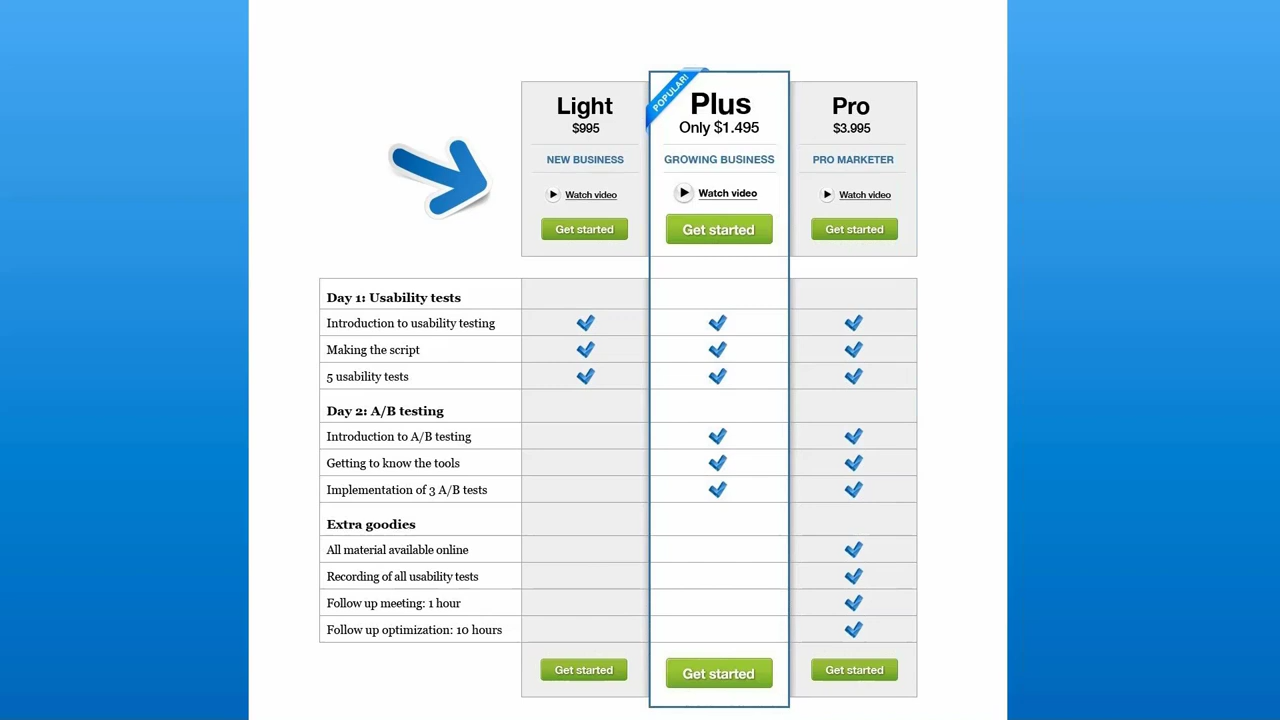 POPULAR!
Light
Plus
Pro
$995
Only $1.495
$3.995
NEW BUSINESS
GROWING BUSINESS
PRO MARKETER
Watch video
Watch video
Watch video
Get started
Get started
Get started
Day 1: Usability tests
Introduction to usability testing
Making the script
5 usability tests
Day 2: A/B testing
Introduction to A/B testing
Getting to know the tools
Implementation of 3 A/B tests
Extra goodies
All material available online
Recording of all usability tests
Follow up meeting: 1 hour
Follow up optimization: 10 hours
Get started
Get started
Get started